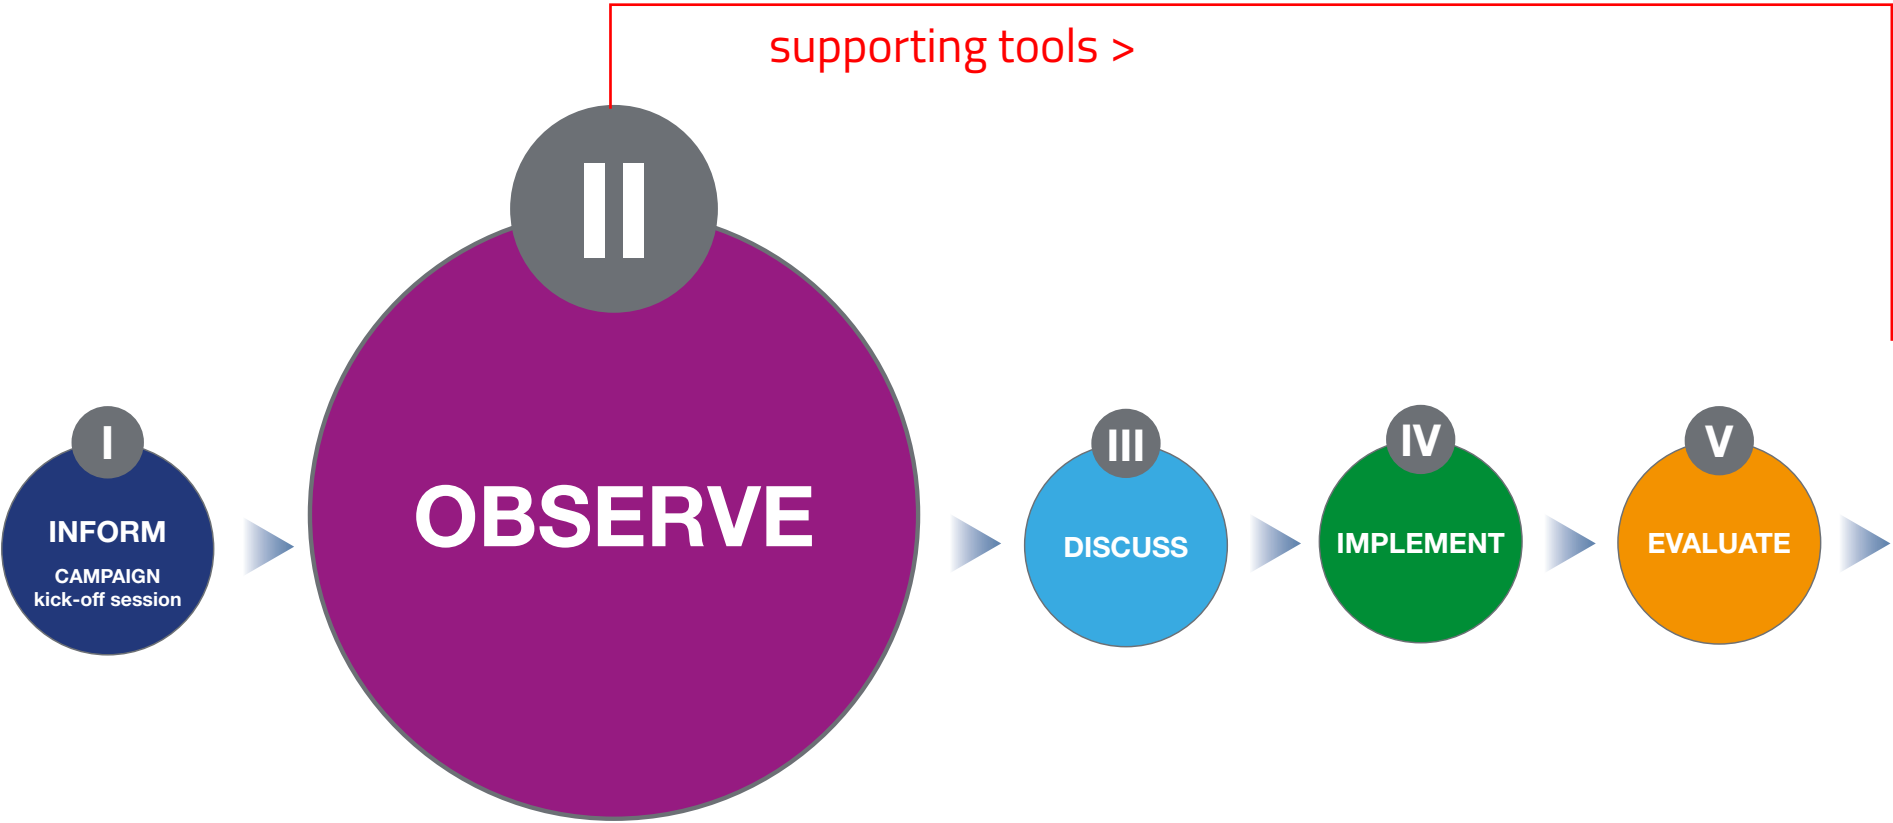 supporting tools >
I
INFORM
CAMPAIGN
kick-off session
II
OBSERVE
III
DISCUSS
IV
IMPLEMENT
V
EVALUATE